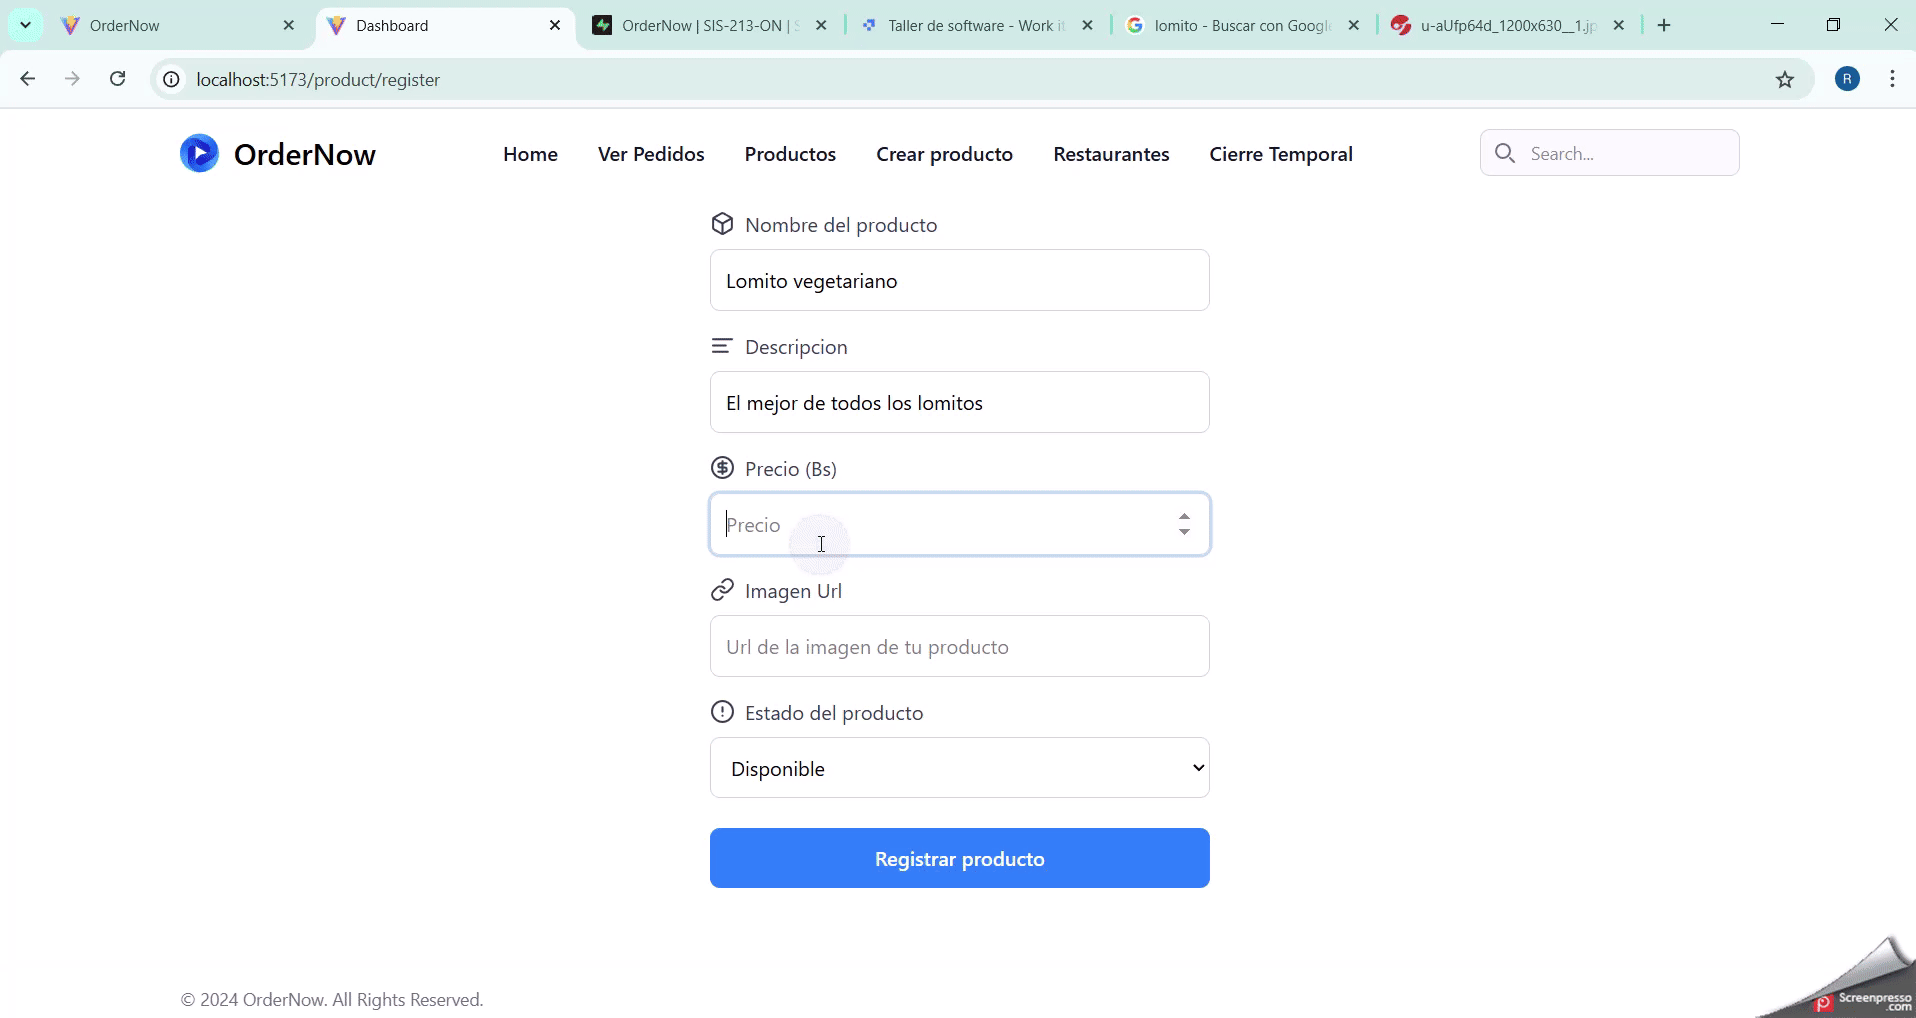 OrderNow
Dashboard
OrderNow | SIS-213-ON |
Taller de software - Work it
lomito - Buscar con Google
u-aUfp64d_1200x630__1.jp
localhost:5173/product/register
R
OrderNow
Home
Ver Pedidos
Productos
Crear producto
Restaurantes
Cierre Temporal
Search...
Nombre del producto
Lomito vegetariano
Descripcion
El mejor de todos los lomitos
Precio (Bs)
Precio
Imagen Url
Url de la imagen de tu producto
Estado del producto
Disponible
Registrar producto
© 2024 OrderNow. All Rights Reserved.
Screenpresso
.com